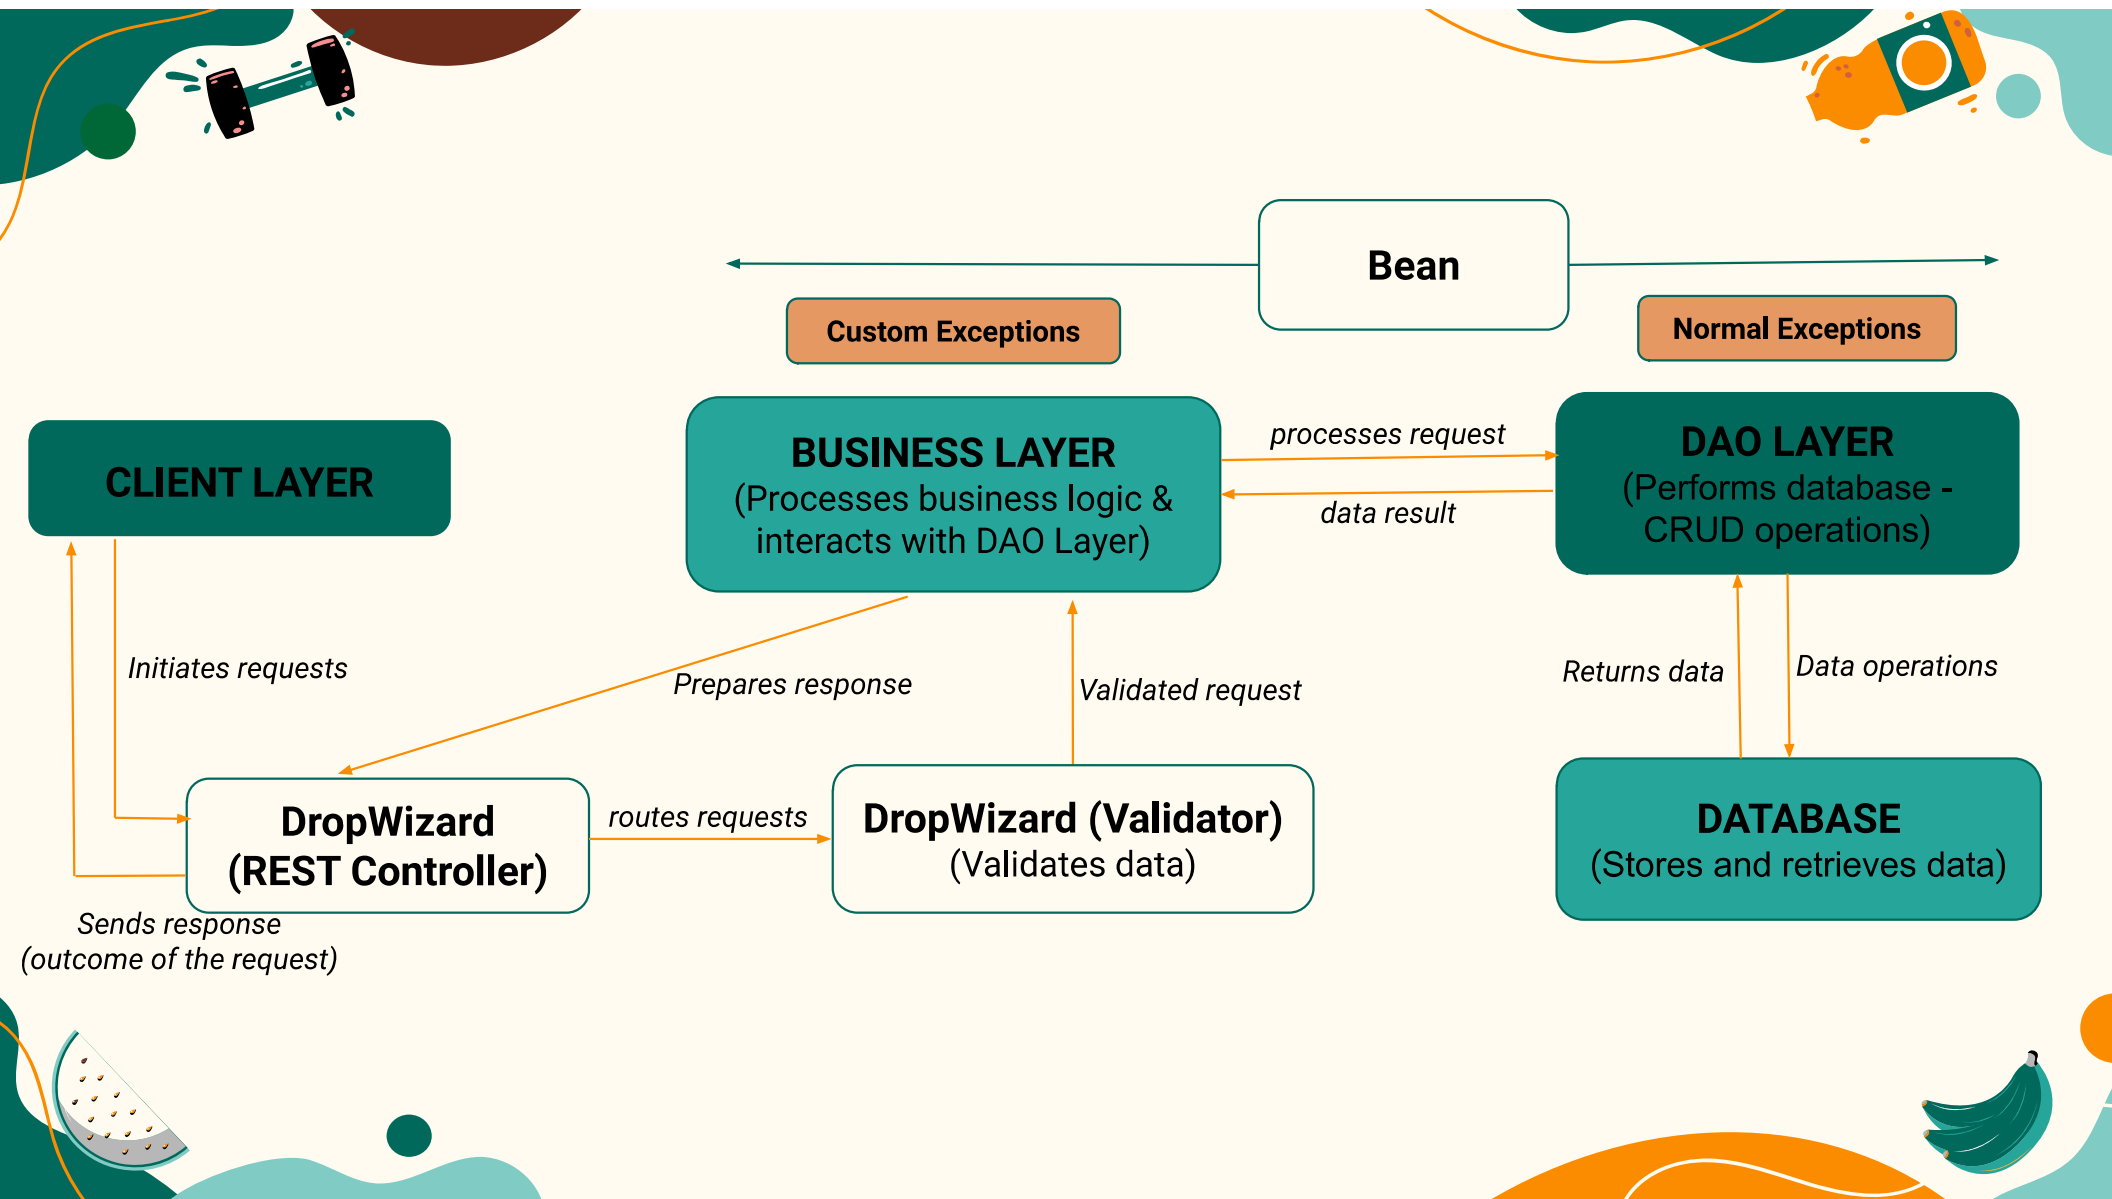 Bean
Custom Exceptions
Normal Exceptions
CLIENT LAYER
BUSINESS LAYER
(Processes business logic &
interacts with DAO Layer)
processes request
data result
DAO LAYER
(Performs database -
CRUD operations)
Initiates requests
Prepares response
Validated request
Returns data
Data operations
DropWizard
(REST Controller)
routes requests
DropWizard (Validator)
(Validates data)
DATABASE
(Stores and retrieves data)
Sends response
(outcome of the request)